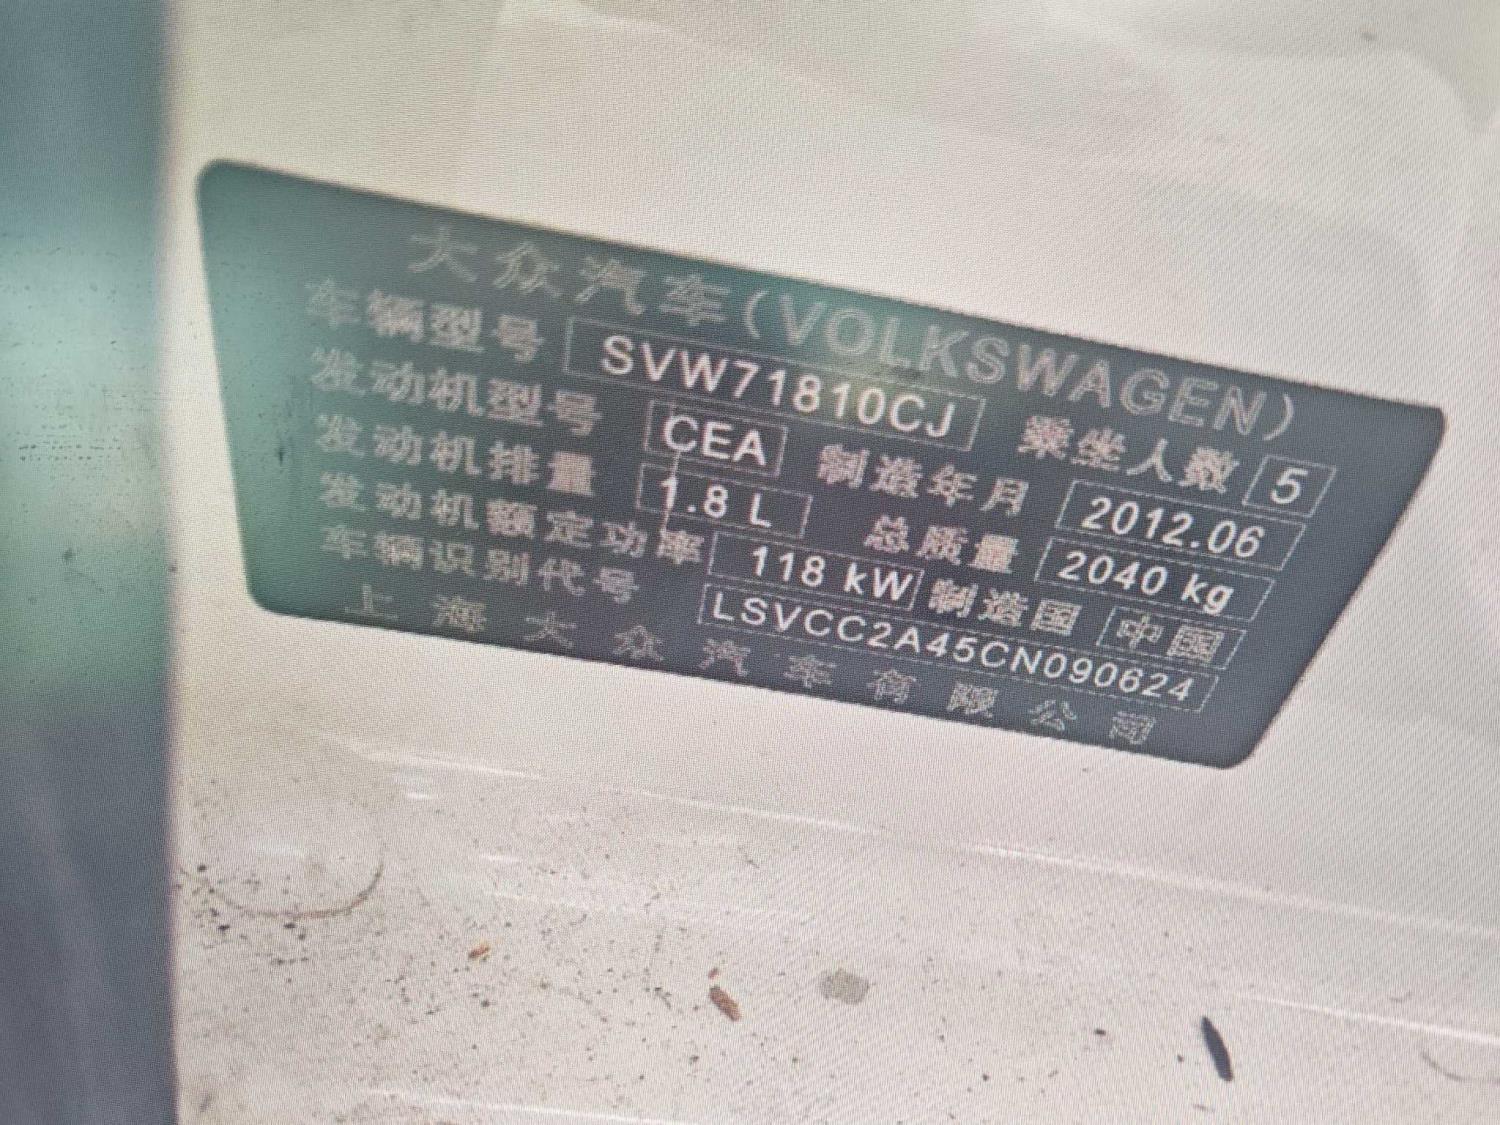 大众汽车(VOLKSWAGEN)
车辆型号 SVW71810CJ 乘坐人数 5
发动机型号 CEA 制造年月 2012.06
发动机排量 1.8 L 总质量 2040 kg
发动机额定功率 118 kW 制造国 中国
车辆识别代号 LSVCC2A45CN090624
上海大众汽车有限公司